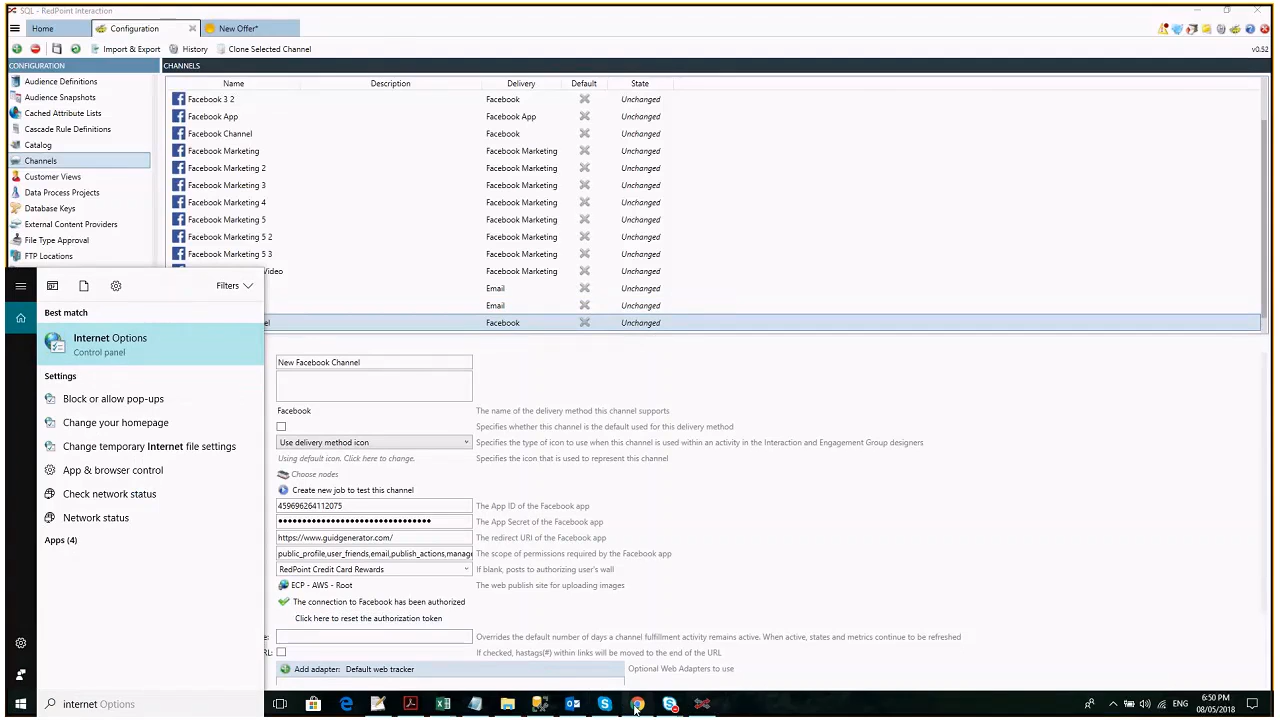 SQL - RedPoint Interaction
Home
Configuration
New Offer*
Import & Export
History
Clone Selected Channel
v0.52
CONFIGURATION
CHANNELS
Audience Definitions
Audience Snapshots
Cached Attribute Lists
Cascade Rule Definitions
Catalog
Channels
Customer Views
Data Process Projects
Database Keys
External Content Providers
File Type Approval
FTP Locations
Name Description Delivery Default State
Facebook 3 2 Facebook Unchanged
Facebook App Facebook App Unchanged
Facebook Channel Facebook Unchanged
Facebook Marketing Facebook Marketing Unchanged
Facebook Marketing 2 Facebook Marketing Unchanged
Facebook Marketing 3 Facebook Marketing Unchanged
Facebook Marketing 4 Facebook Marketing Unchanged
Facebook Marketing 5 Facebook Marketing Unchanged
Facebook Marketing 5 2 Facebook Marketing Unchanged
Facebook Marketing 5 3 Facebook Marketing Unchanged
Video Facebook Marketing Unchanged
Email Unchanged
Email Unchanged
el Facebook Unchanged
Filters
Best match
Internet Options
Control panel
Settings
Block or allow pop-ups
Change your homepage
Change temporary Internet file settings
App & browser control
Check network status
Network status
Apps (4)
internet Options
New Facebook Channel
Facebook The name of the delivery method this channel supports
Specifies whether this channel is the default used for this delivery method
Use delivery method icon Specifies the type of icon to use when this channel is used within an activity in the Interaction and Engagement Group designers
Using default icon. Click here to change. Specifies the icon that is used to represent this channel
Choose nodes
Create new job to test this channel
459696264112075 The App ID of the Facebook app
•••••••••••••••••••••••••••••••• The App Secret of the Facebook app
https://www.guidgenerator.com/ The redirect URI of the Facebook app
public_profile,user_friends,email,publish_actions,manage The scope of permissions required by the Facebook app
RedPoint Credit Card Rewards If blank, posts to authorizing user's wall
ECP - AWS - Root The web publish site for uploading images
The connection to Facebook has been authorized
Click here to reset the authorization token
e: Overrides the default number of days a channel fulfillment activity remains active. When active, states and metrics continue to be refreshed
RL: If checked, hastags(#) within links will be moved to the end of the URL
Add adapter: Default web tracker Optional Web Adapters to use
ENG
6:50 PM
08/05/2018